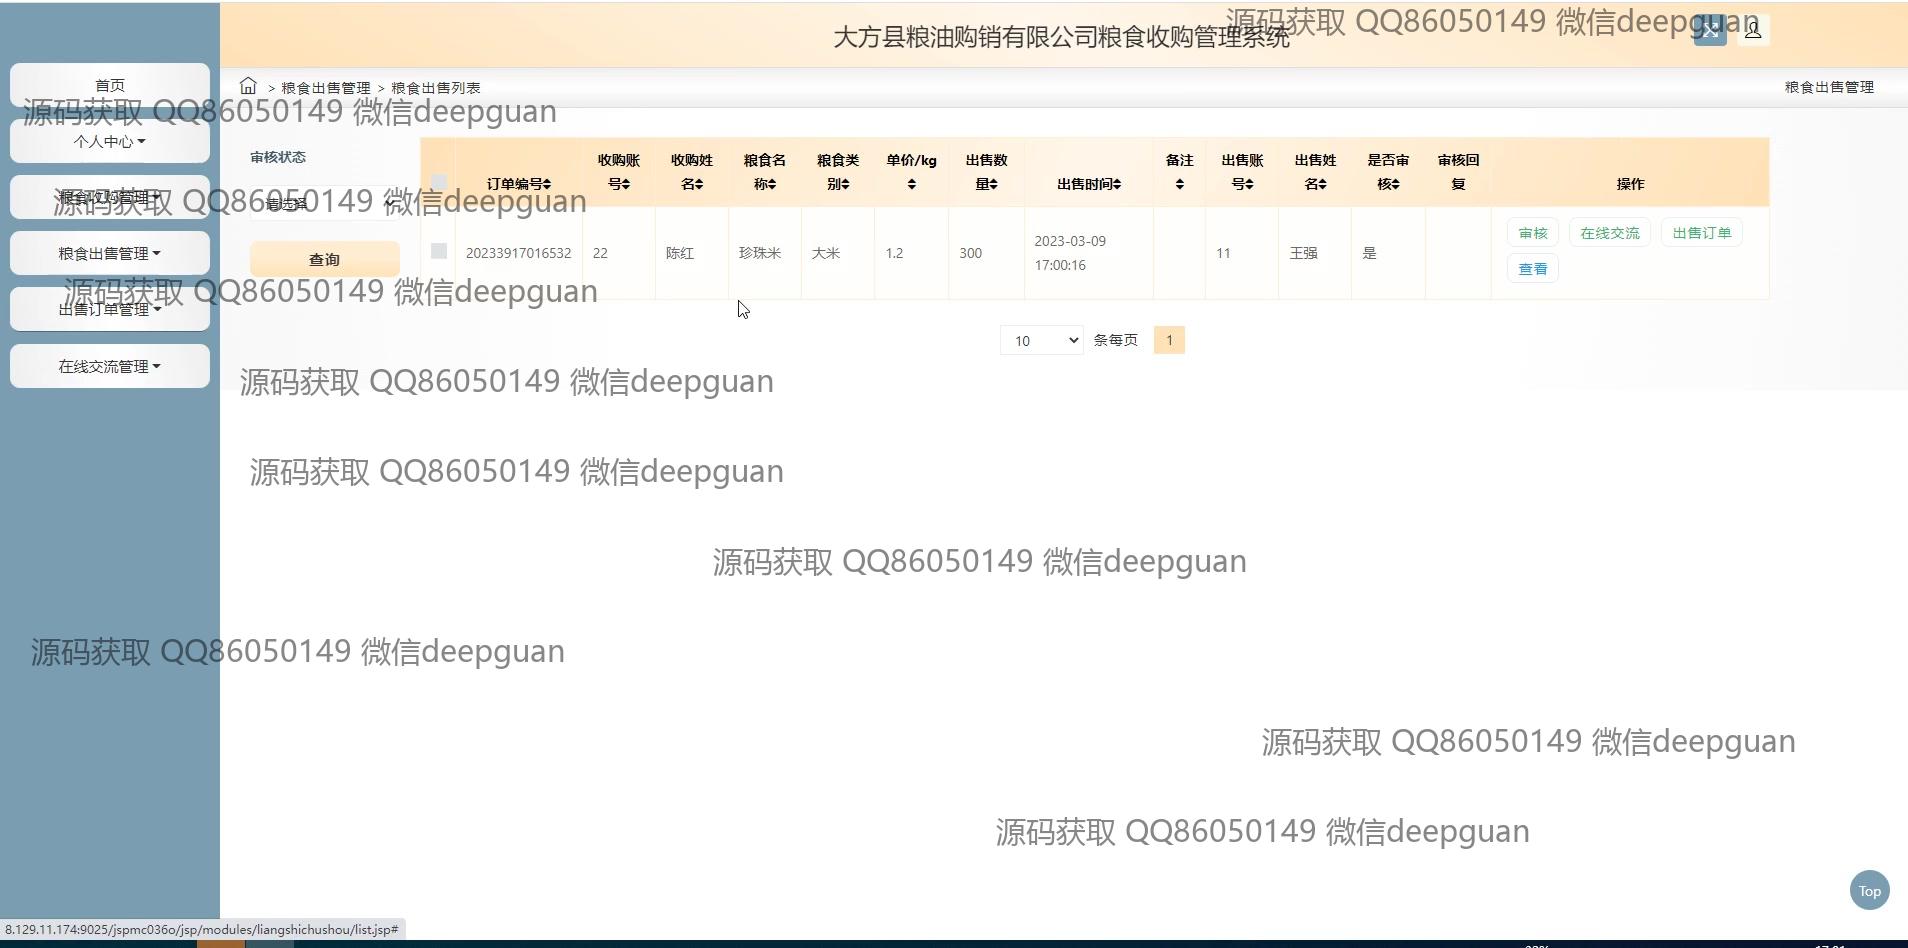 大方县粮油购销有限公司粮食收购管理系统
源码获取 QQ86050149 微信deepguan
首页
> 粮食出售管理 > 粮食出售列表
粮食出售管理
源码获取 QQ86050149 微信deepguan
个人中心
审核状态
订单编号 收购账号 收购姓名 粮食名称 粮食类别 单价/kg 出售数量 出售时间 备注 出售账号 出售姓名 是否审核 审核回复 操作
粮食收购管理
请选择
源码获取 QQ86050149 微信deepguan
粮食出售管理
查询
20233917016532 22 陈红 珍珠米 大米 1.2 300 2023-03-09 17:00:16 11 王强 是 审核 在线交流 出售订单
查看
源码获取 QQ86050149 微信deepguan
出售订单管理
10 条每页 1
在线交流管理
源码获取 QQ86050149 微信deepguan
源码获取 QQ86050149 微信deepguan
源码获取 QQ86050149 微信deepguan
源码获取 QQ86050149 微信deepguan
源码获取 QQ86050149 微信deepguan
源码获取 QQ86050149 微信deepguan
Top
8.129.11.174:9025/jspmc036o/jsp/modules/liangshichushou/list.jsp#